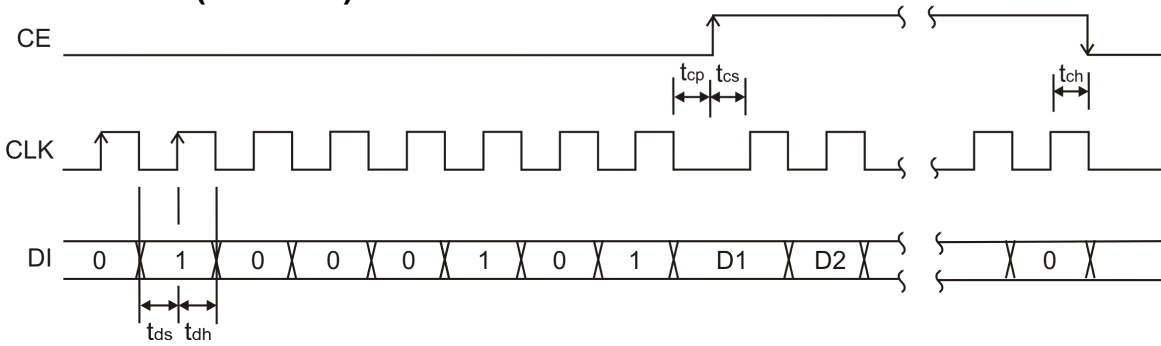 CE
tcp tcs tch
CLK
DI 0 1 0 0 0 1 0 1 D1 D2 0
tds tdh